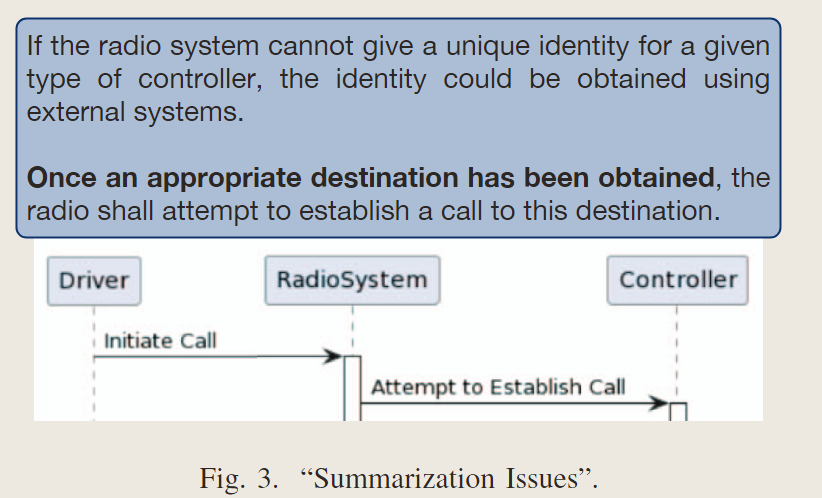 If the radio system cannot give a unique identity for a given
type of controller, the identity could be obtained using
external systems.
Once an appropriate destination has been obtained, the
radio shall attempt to establish a call to this destination.
Driver
RadioSystem
Controller
Initiate Call
Attempt to Establish Call
Fig. 3. “Summarization Issues”.